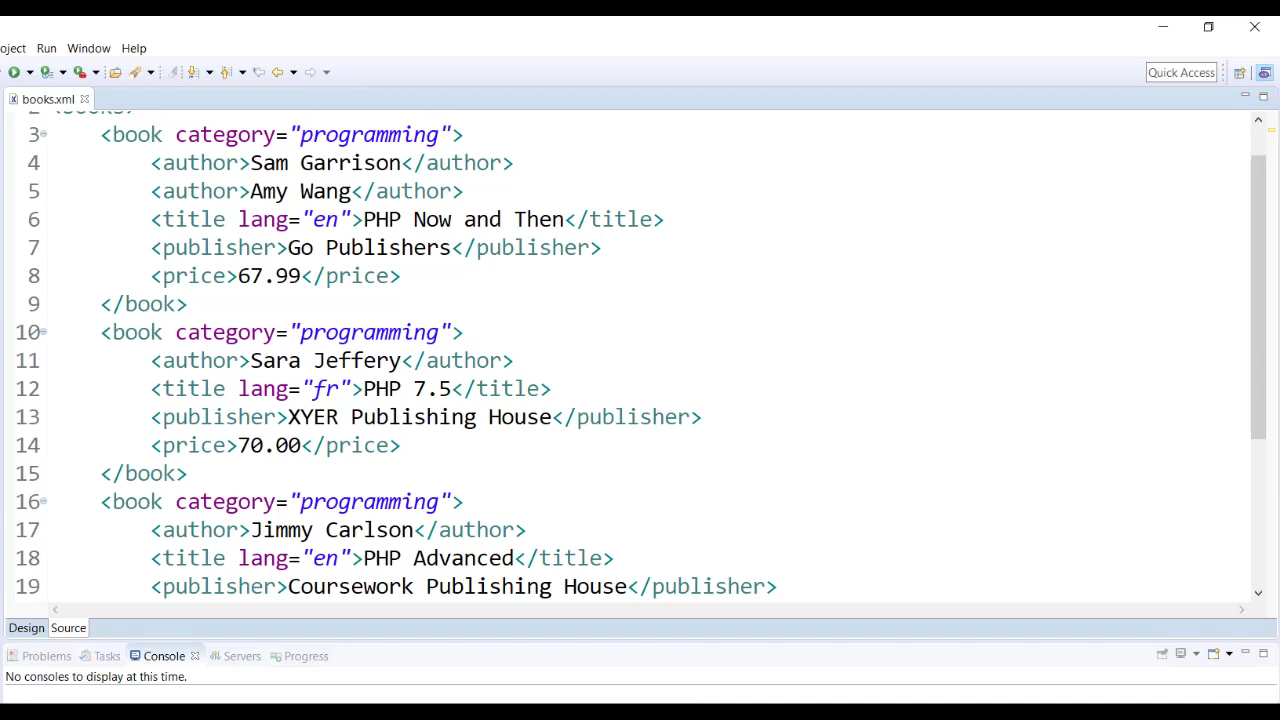 oject Run Window Help
Quick Access
books.xml
2 <books>
3 <book category="programming">
4 <author>Sam Garrison</author>
5 <author>Amy Wang</author>
6 <title lang="en">PHP Now and Then</title>
7 <publisher>Go Publishers</publisher>
8 <price>67.99</price>
9 </book>
10 <book category="programming">
11 <author>Sara Jeffery</author>
12 <title lang="fr">PHP 7.5</title>
13 <publisher>XYER Publishing House</publisher>
14 <price>70.00</price>
15 </book>
16 <book category="programming">
17 <author>Jimmy Carlson</author>
18 <title lang="en">PHP Advanced</title>
19 <publisher>Coursework Publishing House</publisher>
Design Source
Problems Tasks Console Servers Progress
No consoles to display at this time.